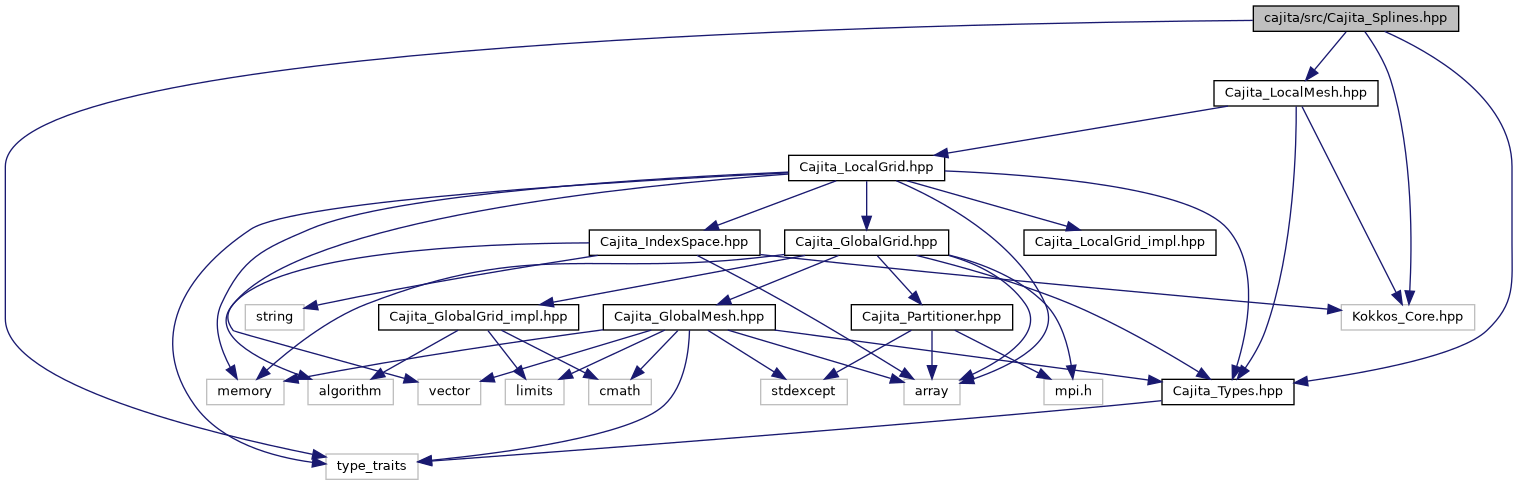 cajita/src/Cajita_Splines.hpp
Cajita_LocalMesh.hpp
Cajita_LocalGrid.hpp
Cajita_IndexSpace.hpp
Cajita_GlobalGrid.hpp
Cajita_LocalGrid_impl.hpp
string
Cajita_GlobalGrid_impl.hpp
Cajita_GlobalMesh.hpp
Cajita_Partitioner.hpp
Kokkos_Core.hpp
memory
algorithm
vector
limits
cmath
stdexcept
array
mpi.h
Cajita_Types.hpp
type_traits